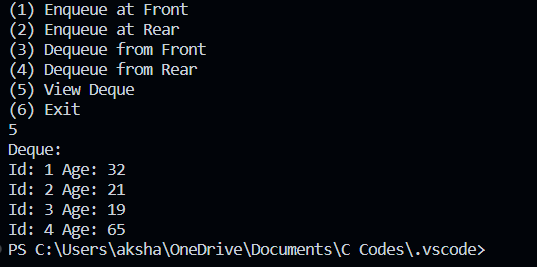 (1) Enqueue at Front
(2) Enqueue at Rear
(3) Dequeue from Front
(4) Dequeue from Rear
(5) View Deque
(6) Exit
5
Deque:
Id: 1 Age: 32
Id: 2 Age: 21
Id: 3 Age: 19
Id: 4 Age: 65
PS C:\Users\aksha\OneDrive\Documents\C Codes\.vscode>